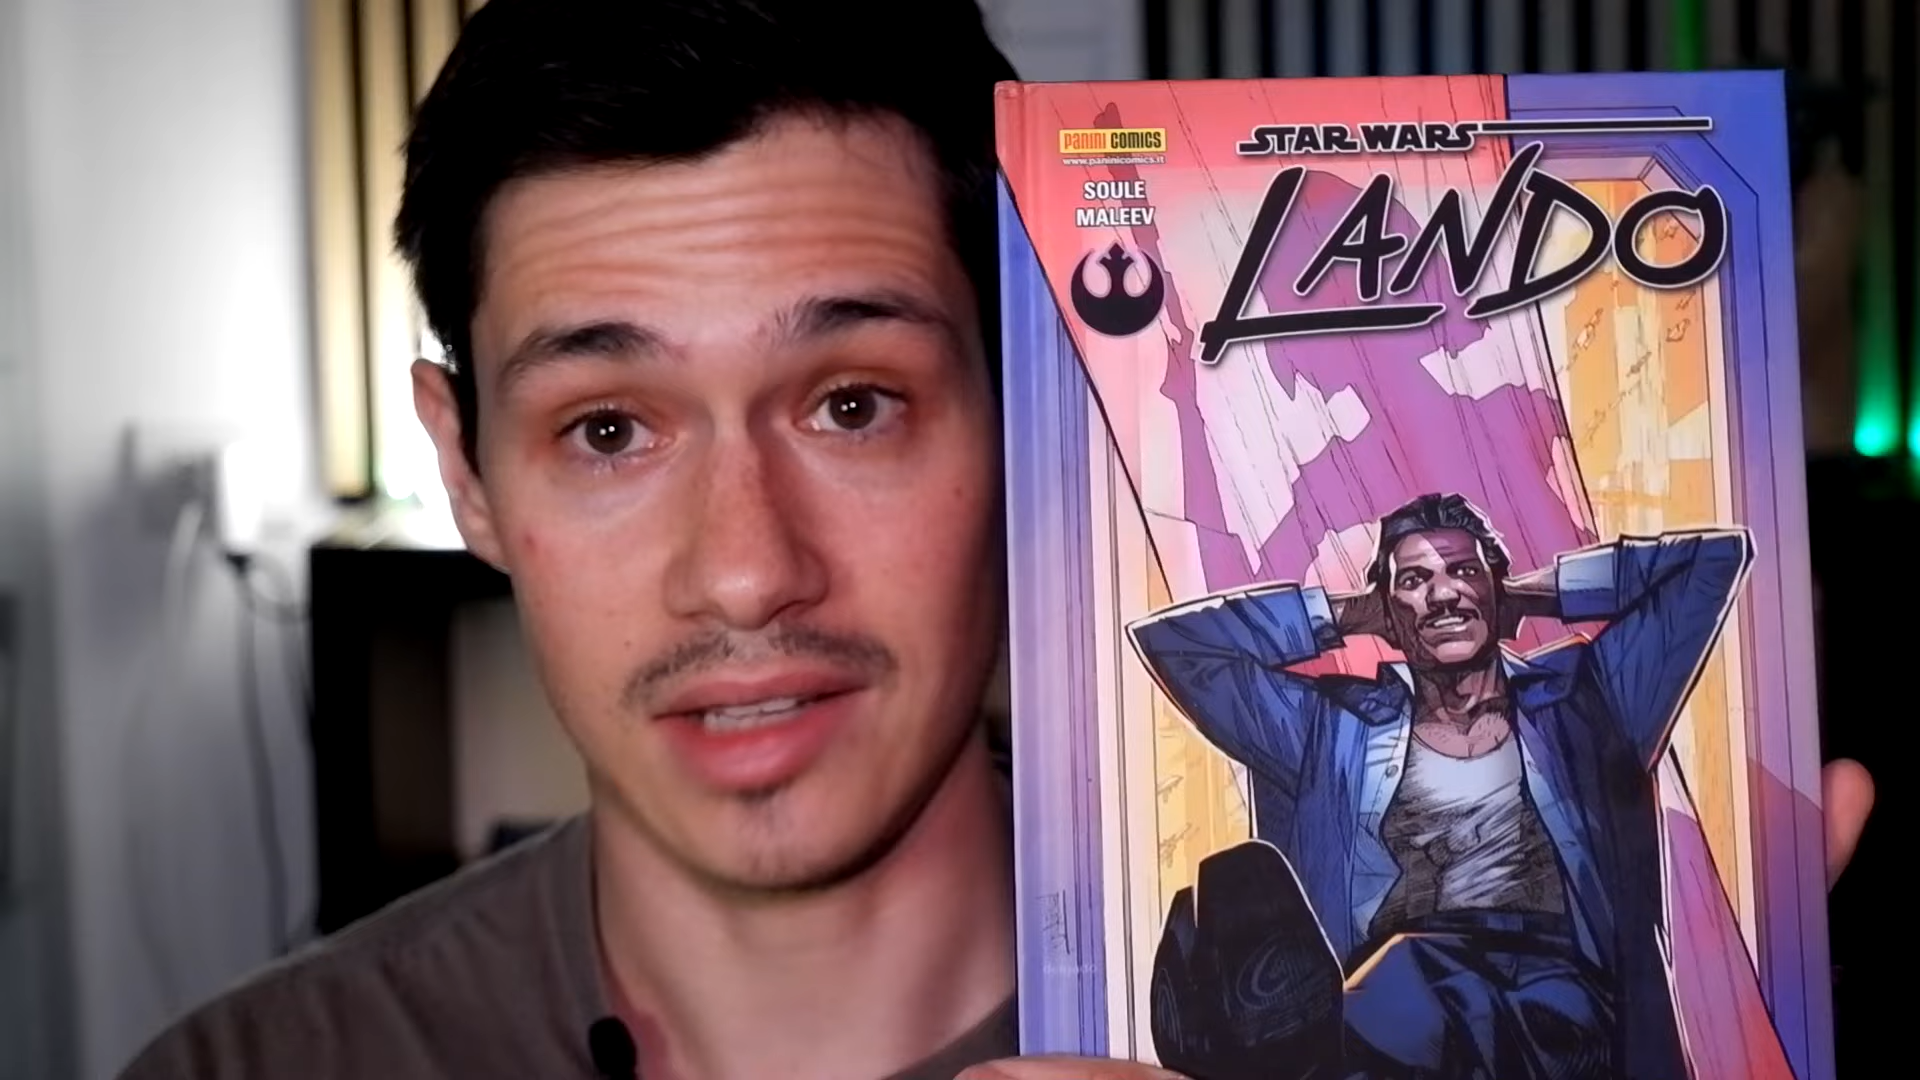 PANINI COMICS
www.paninicomics.it
SOULE
MALEEV
STAR WARS
LANDO